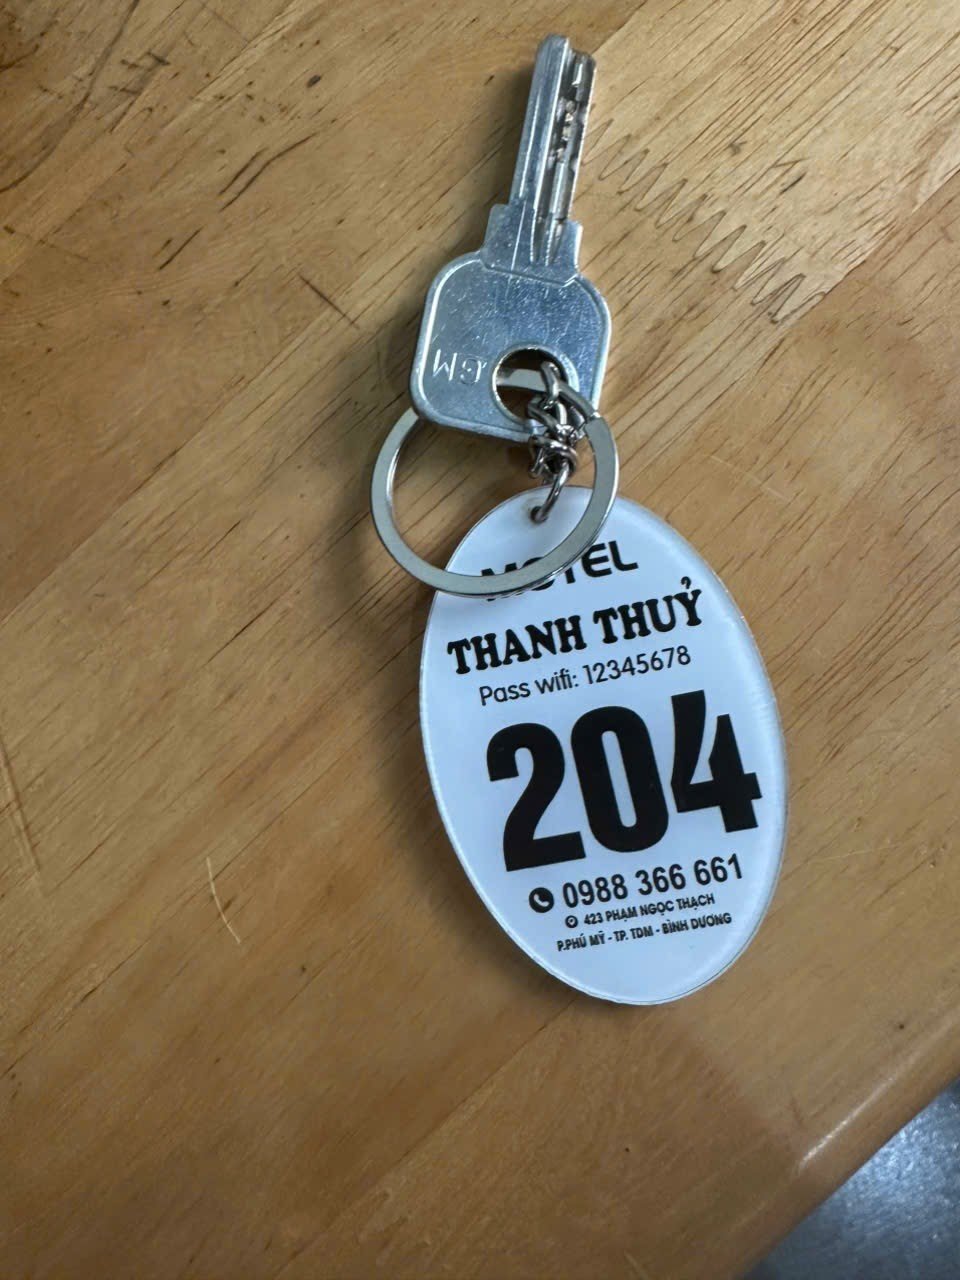 MOTEL
THANH THUỶ
Pass wifi: 12345678
204
0988 366 661
423 PHẠM NGỌC THẠCH
P.PHÚ MỸ - TP. TDM - BÌNH DƯƠNG
GM